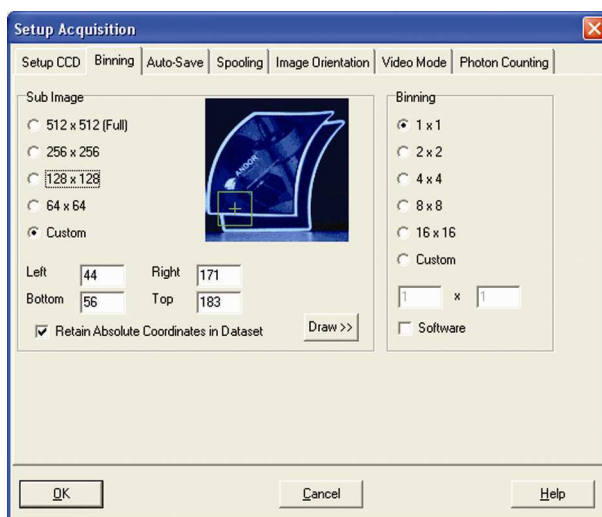 Setup Acquisition
Setup CCD Binning Auto-Save Spooling Image Orientation Video Mode Photon Counting
Sub Image
512 x 512 (Full)
256 x 256
128 x 128
64 x 64
Custom
ANDOR
Left 44 Right 171
Bottom 56 Top 183
Retain Absolute Coordinates in Dataset
Draw >>
Binning
1 x 1
2 x 2
4 x 4
8 x 8
16 x 16
Custom
1 x 1
Software
OK Cancel Help